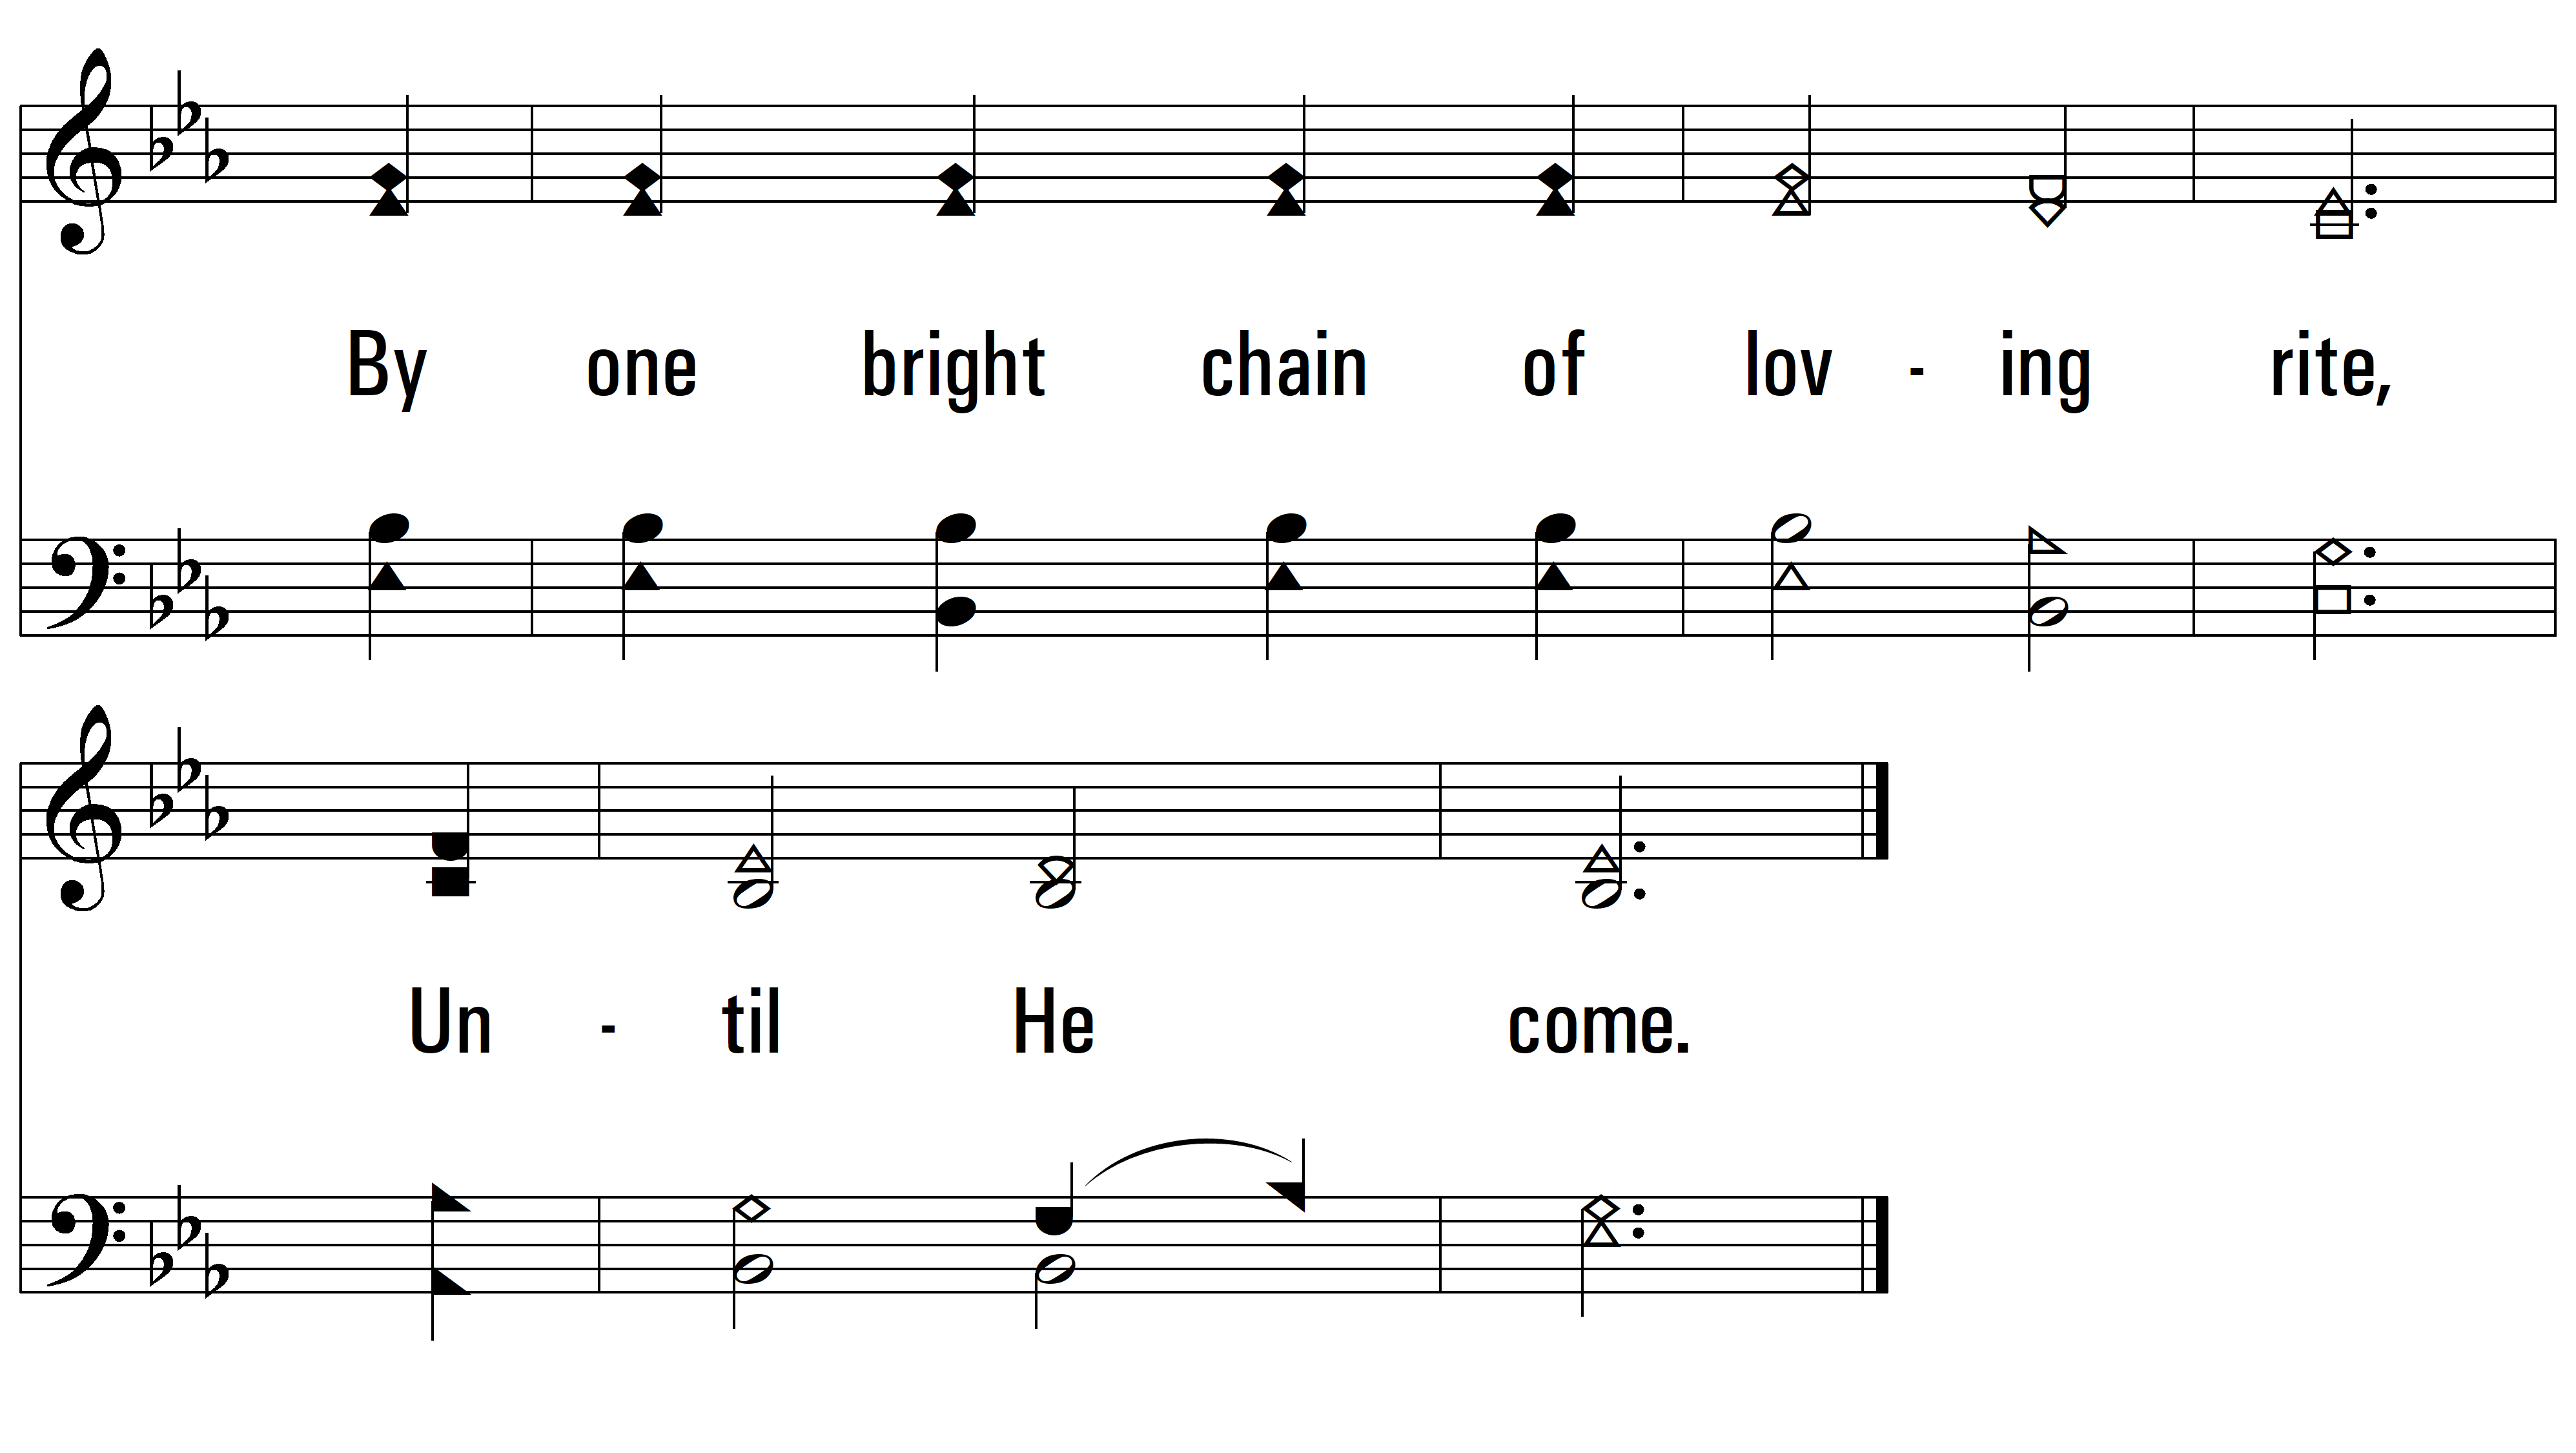 By one bright chain of lov - ing rite,
Un - til He come.